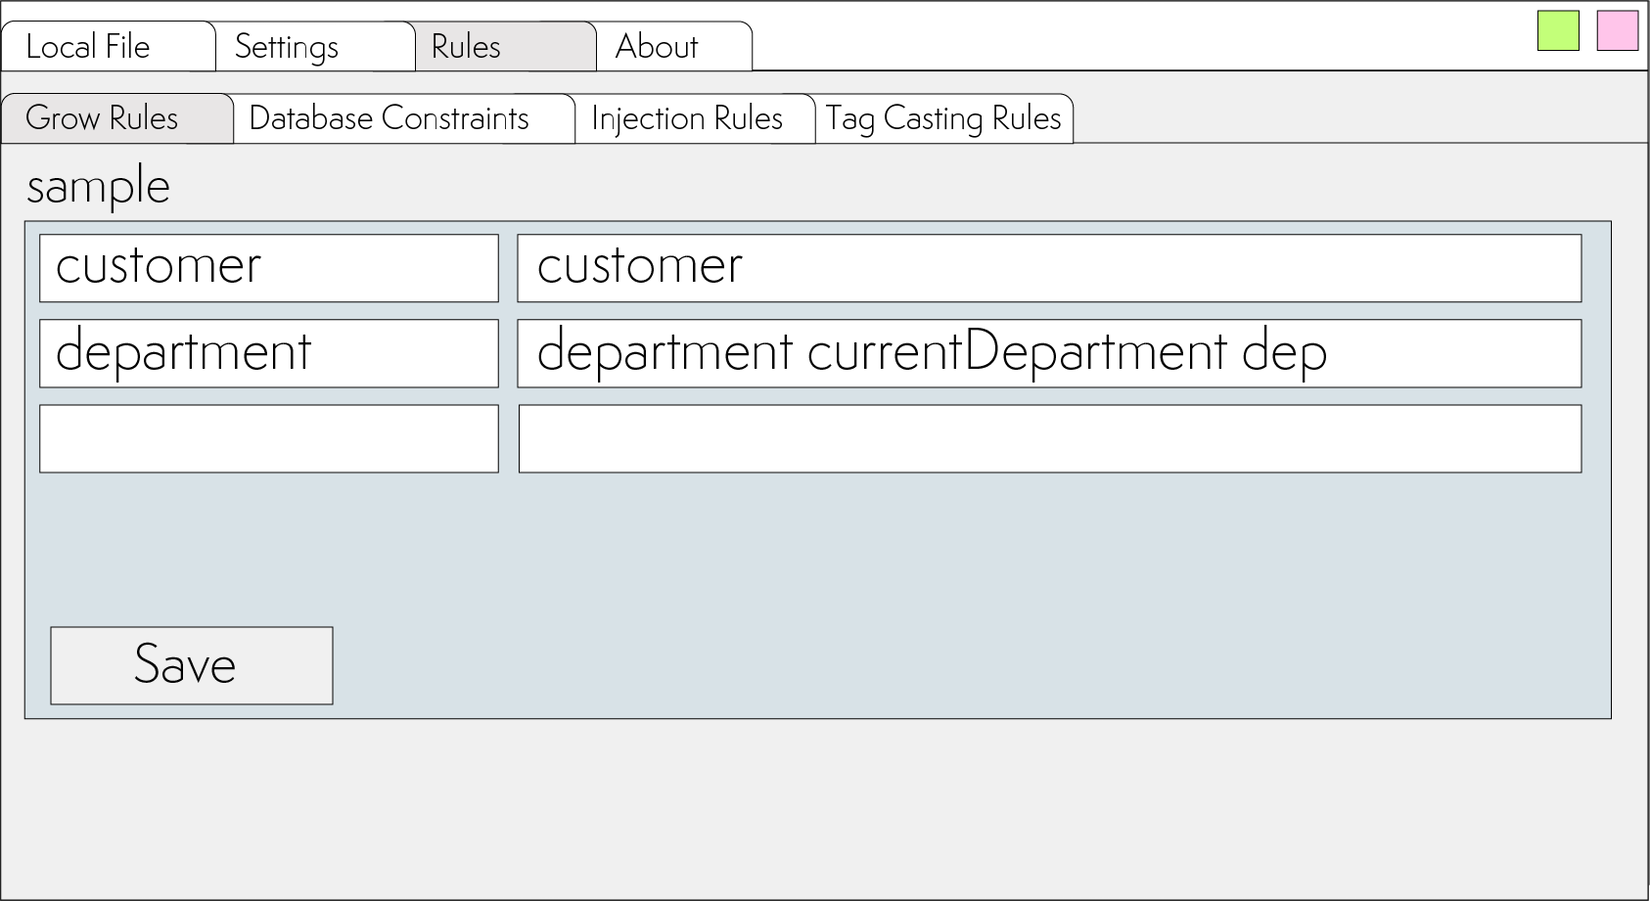 Local File Settings Rules About
Grow Rules Database Constraints Injection Rules Tag Casting Rules
sample
customer customer
department department currentDepartment dep
Save